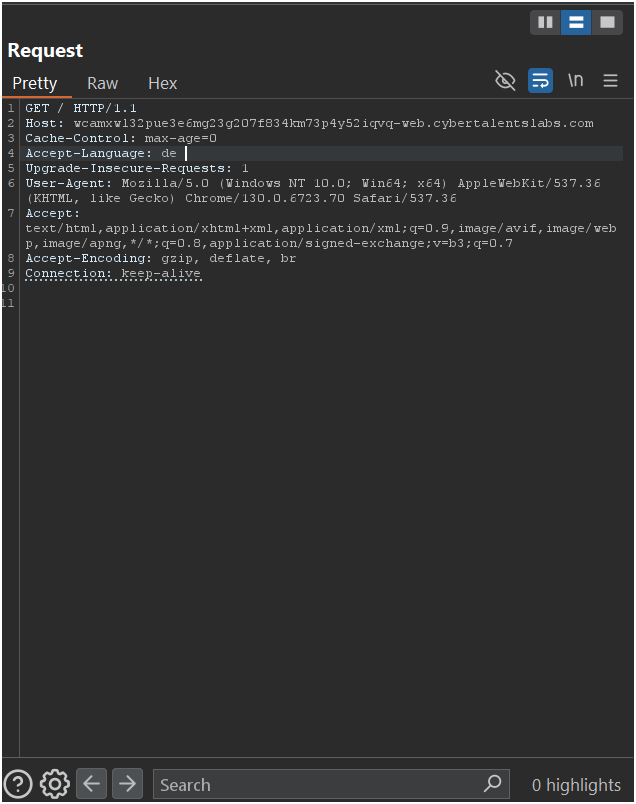 Request
Pretty Raw Hex \n
1 GET / HTTP/1.1
2 Host: wcamxwl32pue3e6mg23g207f834km73p4y52iqvq-web.cybertalentslabs.com
3 Cache-Control: max-age=0
4 Accept-Language: de
5 Upgrade-Insecure-Requests: 1
6 User-Agent: Mozilla/5.0 (Windows NT 10.0; Win64; x64) AppleWebKit/537.36
(KHTML, like Gecko) Chrome/130.0.6723.70 Safari/537.36
7 Accept:
text/html,application/xhtml+xml,application/xml;q=0.9,image/avif,image/web
p,image/apng,*/*;q=0.8,application/signed-exchange;v=b3;q=0.7
8 Accept-Encoding: gzip, deflate, br
9 Connection: keep-alive
10
11
Search 0 highlights